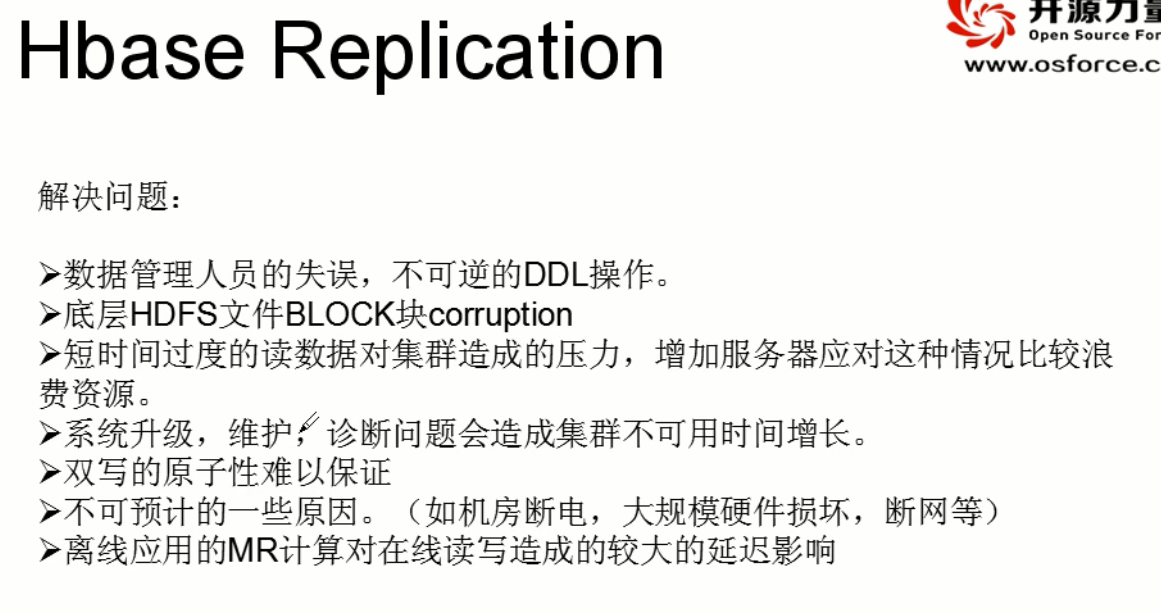 Hbase Replication
开源力量
Open Source For
www.osforce.c
解决问题：
➢数据管理人员的失误，不可逆的DDL操作。
➢底层HDFS文件BLOCK块corruption
➢短时间过度的读数据对集群造成的压力，增加服务器应对这种情况比较浪
费资源。
➢系统升级，维护，诊断问题会造成集群不可用时间增长。
➢双写的原子性难以保证
➢不可预计的一些原因。（如机房断电，大规模硬件损坏，断网等）
➢离线应用的MR计算对在线读写造成的较大的延迟影响